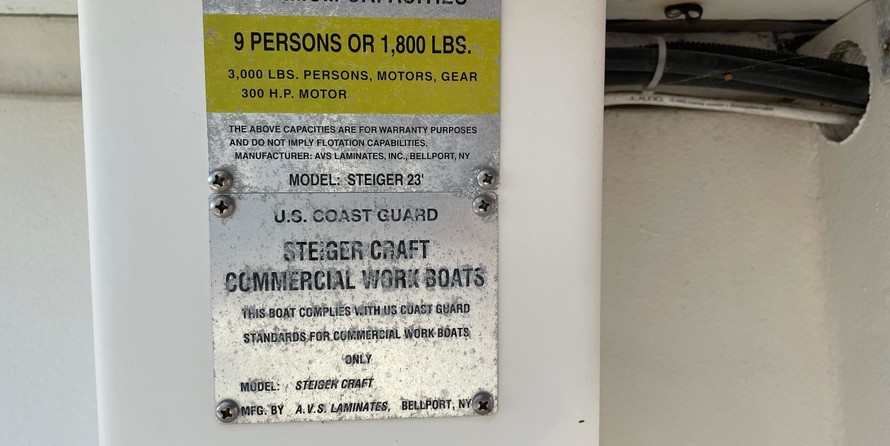 9 PERSONS OR 1,800 LBS.
3,000 LBS. PERSONS, MOTORS, GEAR
300 H.P. MOTOR
THE ABOVE CAPACITIES ARE FOR WARRANTY PURPOSES
AND DO NOT IMPLY FLOTATION CAPABILITIES.
MANUFACTURER: AVS LAMINATES, INC., BELLPORT, NY
MODEL: STEIGER 23'
U.S. COAST GUARD
STEIGER CRAFT
COMMERCIAL WORK BOATS
THIS BOAT COMPLIES WITH US COAST GUARD
STANDARDS FOR COMMERCIAL WORK BOATS
ONLY
MODEL: STEIGER CRAFT
MFG. BY A.V.S. LAMINATES, BELLPORT, NY